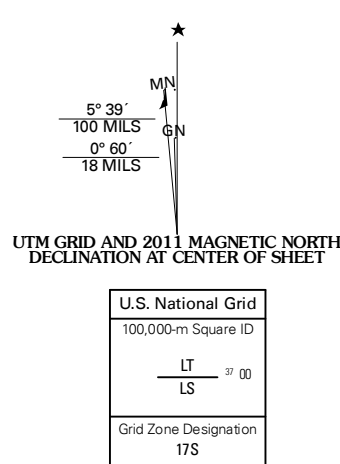 MN
5° 39´
100 MILS
GN
0° 60´
18 MILS
UTM GRID AND 2011 MAGNETIC NORTH
DECLINATION AT CENTER OF SHEET
U.S. National Grid
100,000-m Square ID
LT
37 00
LS
Grid Zone Designation
17S